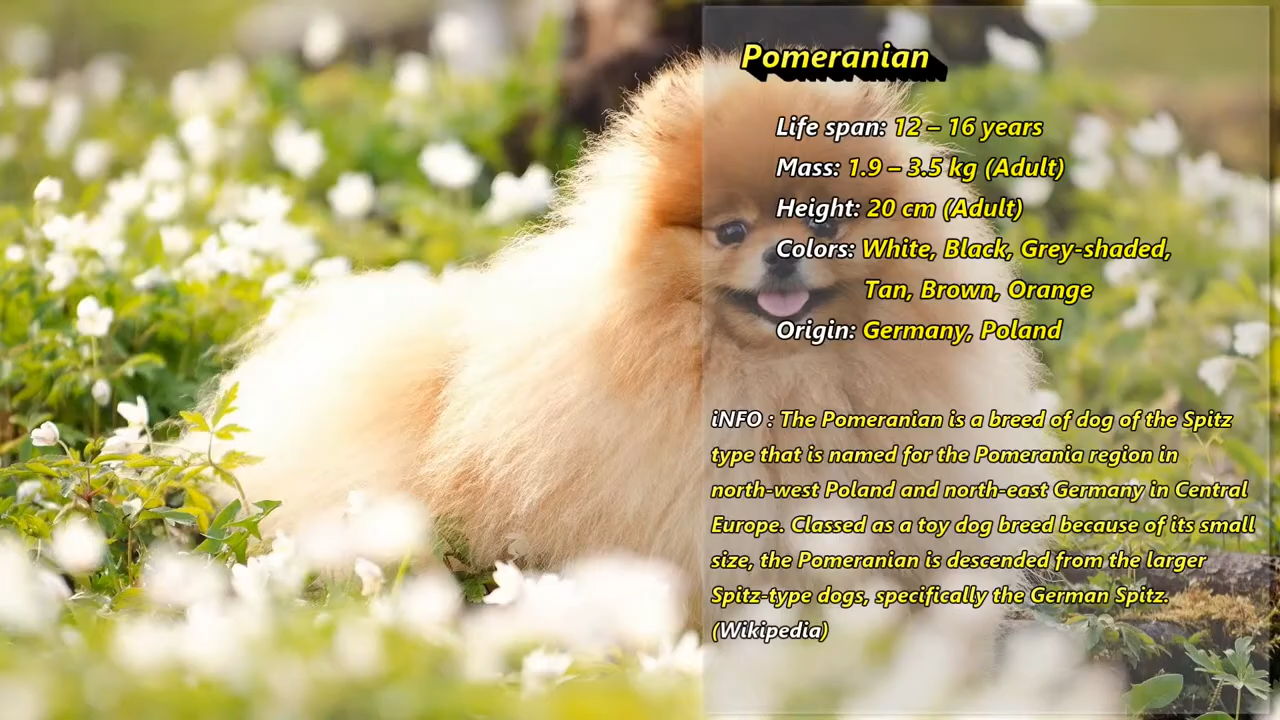 Pomeranian
Life span: 12 – 16 years
Mass: 1.9 – 3.5 kg (Adult)
Height: 20 cm (Adult)
Colors: White, Black, Grey-shaded,
Tan, Brown, Orange
Origin: Germany, Poland
iNFO : The Pomeranian is a breed of dog of the Spitz
type that is named for the Pomerania region in
north-west Poland and north-east Germany in Central
Europe. Classed as a toy dog breed because of its small
size, the Pomeranian is descended from the larger
Spitz-type dogs, specifically the German Spitz.
(Wikipedia)